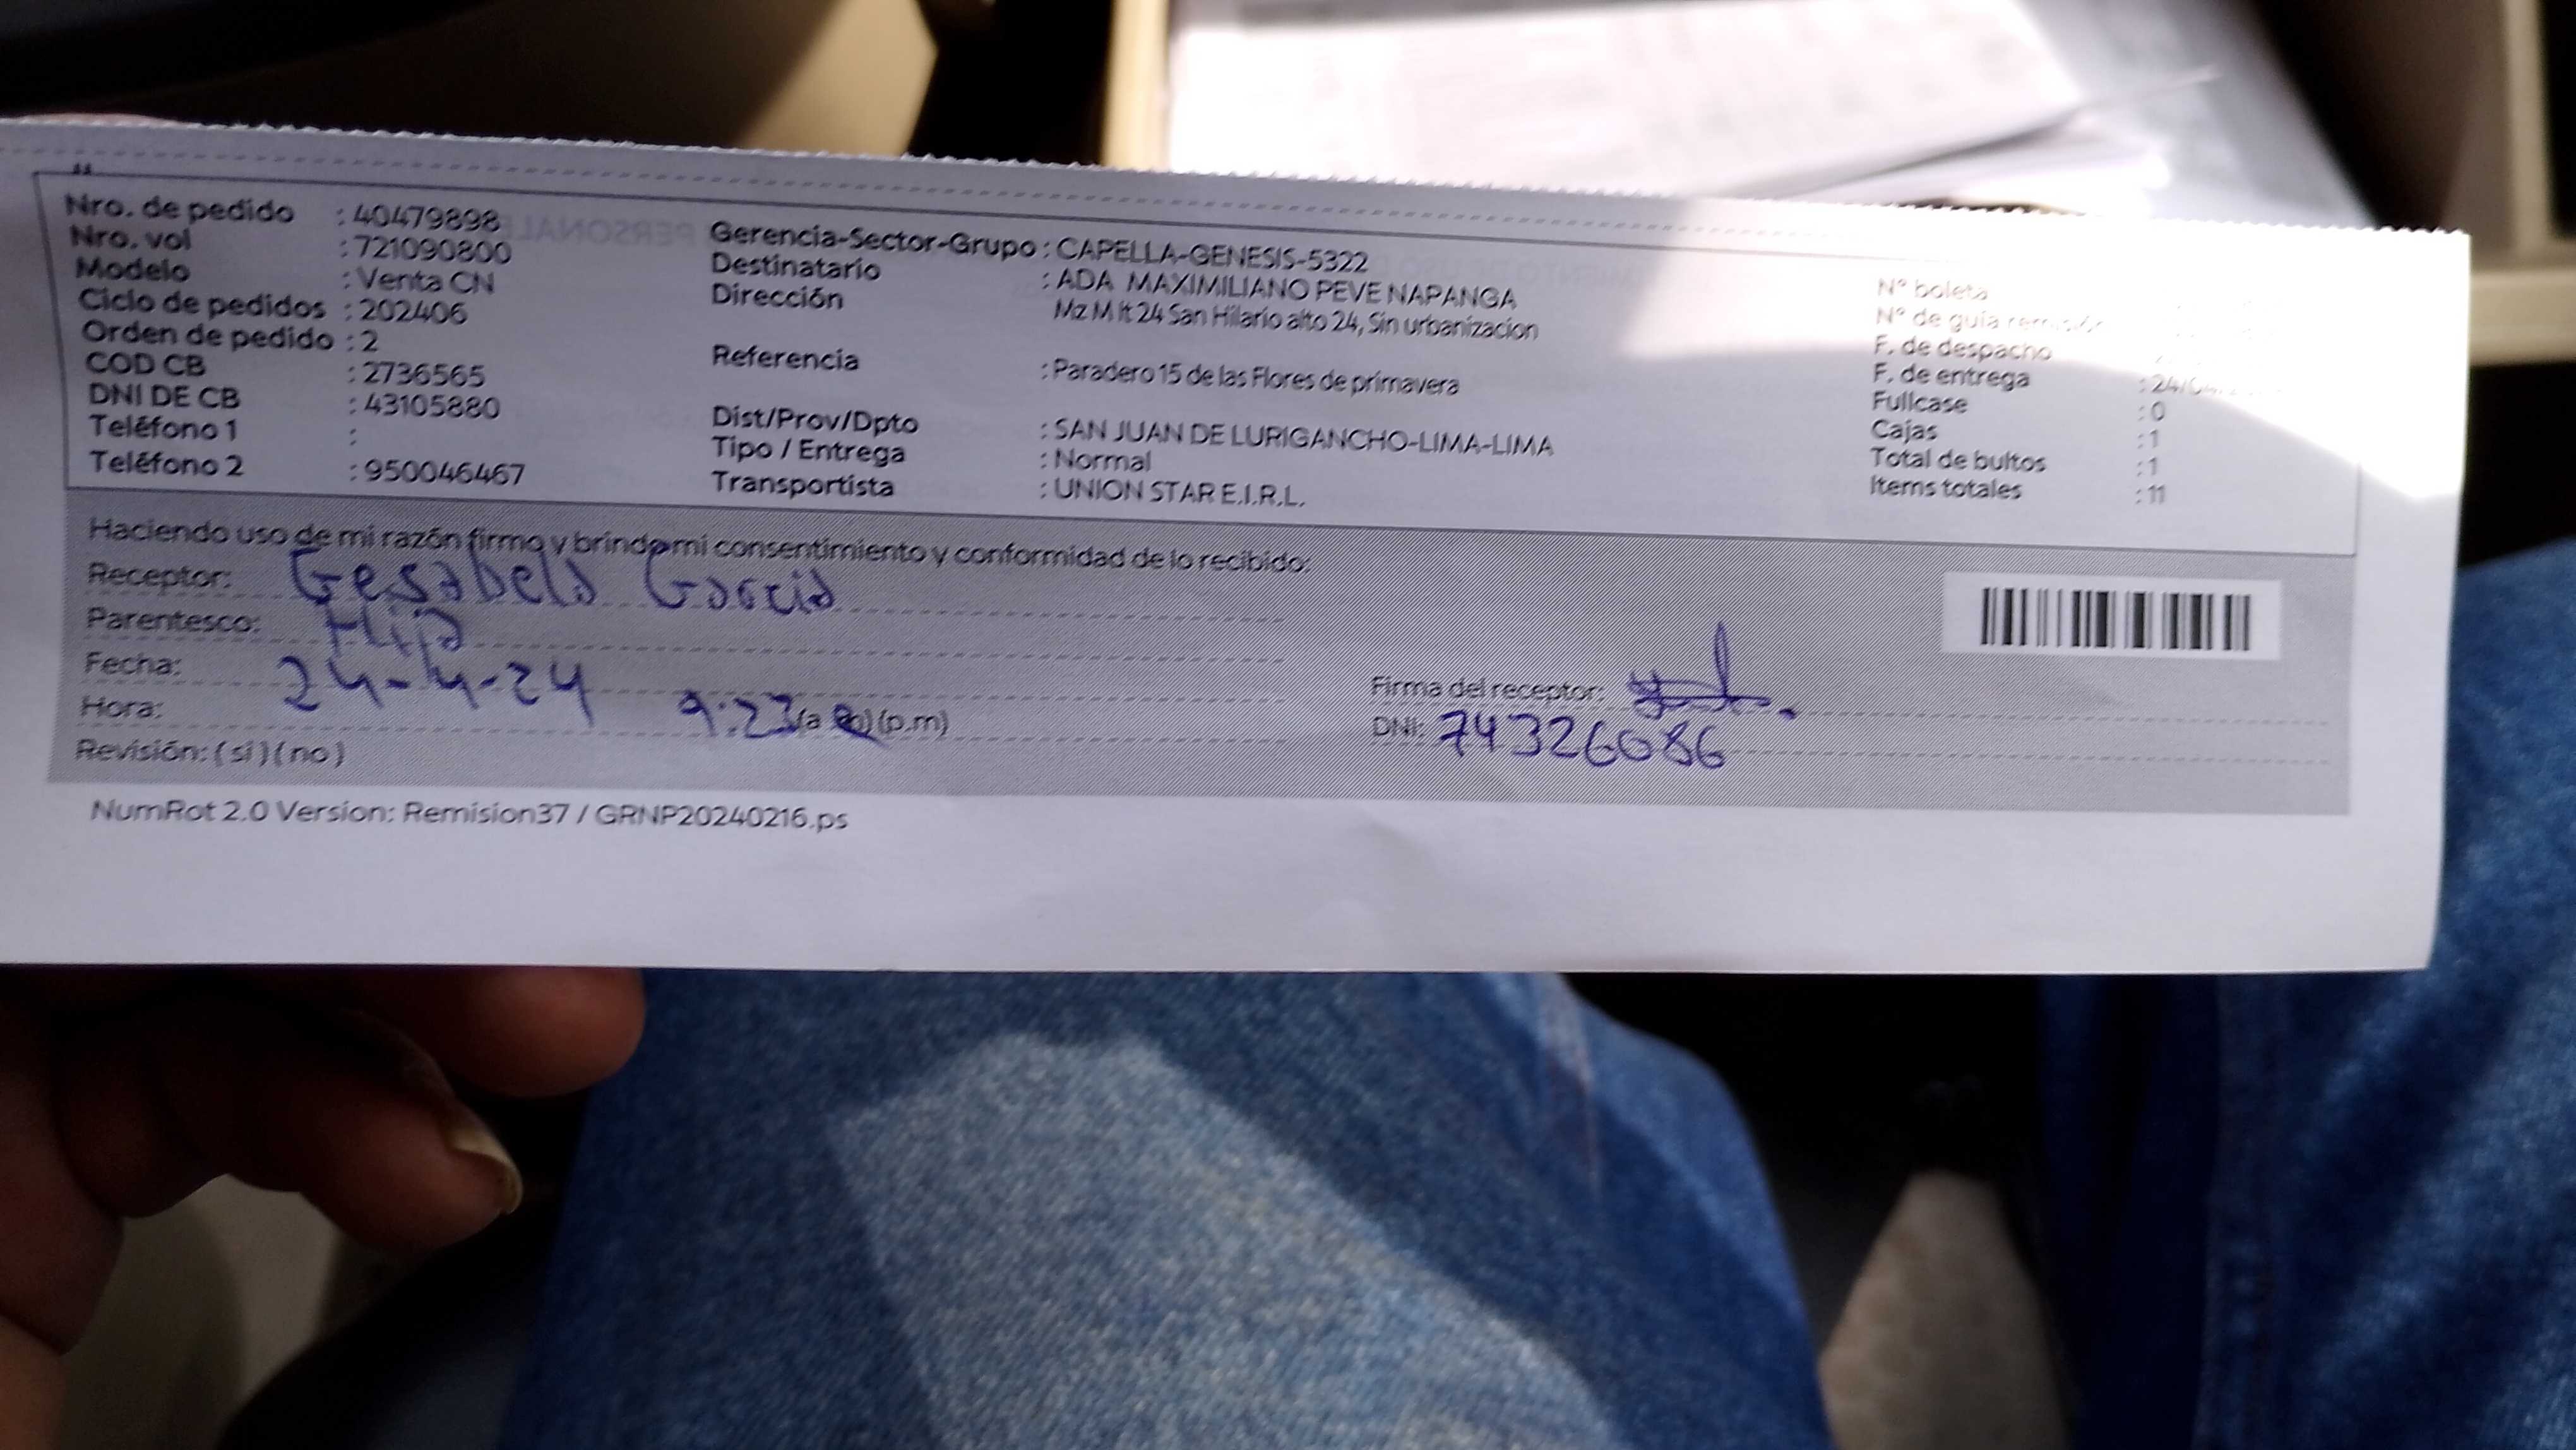 Nro. de pedido : 40479898
Nro. vol : 721090800
Modelo : Venta CN
Ciclo de pedidos : 202406
Orden de pedido : 2
COD CB : 2736565
DNI DE CB : 43105880
Teléfono 1 :
Teléfono 2 : 950046467
Gerencia-Sector-Grupo : CAPELLA-GENESIS-5322
Destinatario : ADA MAXIMILIANO PEVE NAPANGA
Dirección Mz M lt 24 San Hilario alto 24, Sin urbanizacion
Referencia : Paradero 15 de las Flores de primavera
Dist/Prov/Dpto : SAN JUAN DE LURIGANCHO-LIMA-LIMA
Tipo / Entrega : Normal
Transportista : UNION STAR E.I.R.L.
N° boleta
N° de guía remisión
F. de despacho
F. de entrega : 24/04/
Fullcase : 0
Cajas : 1
Total de bultos : 1
Items totales : 11
Haciendo uso de mi razón firmo y brindo mi consentimiento y conformidad de lo recibido:
Receptor: Gesabela Garcia
Parentesco: Hija
Fecha: 24-4-24
Hora: 9:23 (a m) (p.m)
Revisión: (si) (no)
Firma del receptor:
DNI: 74326086
NumRot 2.0 Version: Remision37 / GRNP20240216.ps